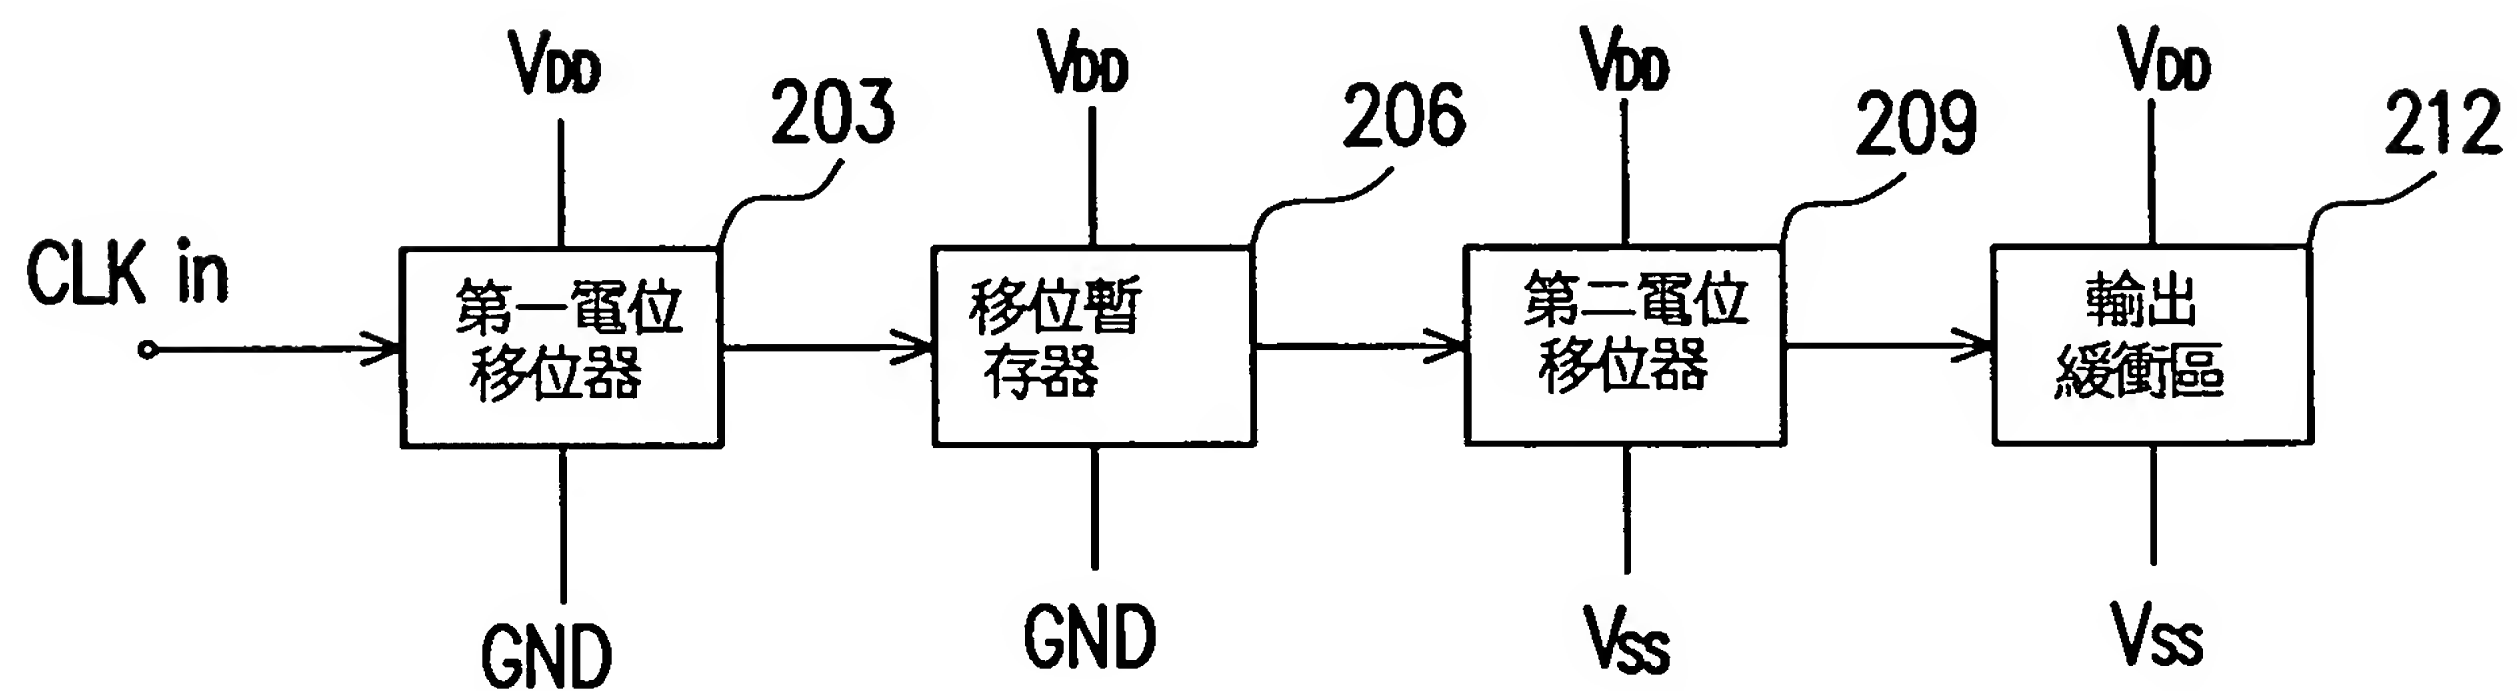 VDD
VDD
VDD
VDD
203
206
209
212
CLK in
第一電位
移位器
移位暫
存器
第二電位
移位器
輸出
緩衝區
GND
GND
VSS
VSS